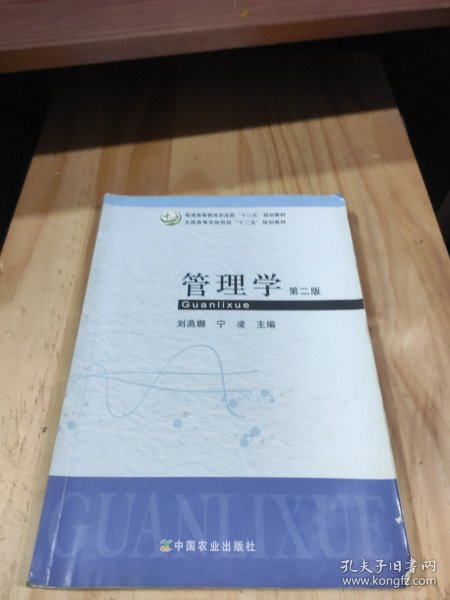 普通高等教育农业部“十二五”规划教材
全国高等农林院校“十二五”规划教材
管理学 第二版
Guanlixue
刘燕娜 宁 凌 主编
GUANLIXUE
中国农业出版社
孔夫子旧书网
www.kongfz.com